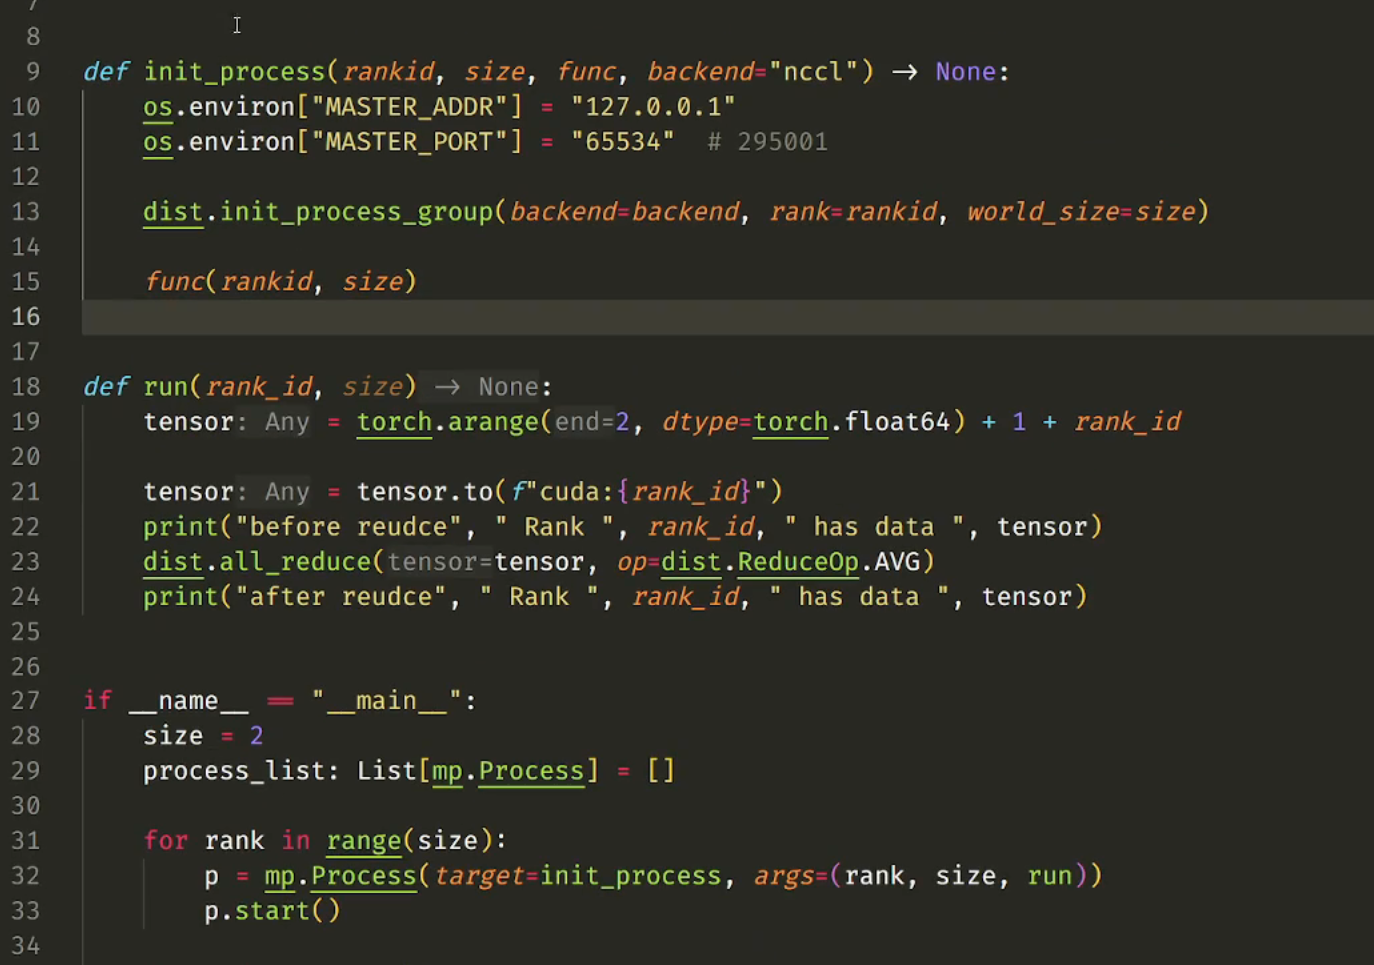 7
8
9 def init_process(rankid, size, func, backend="nccl") → None:
10 os.environ["MASTER_ADDR"] = "127.0.0.1"
11 os.environ["MASTER_PORT"] = "65534" # 295001
12
13 dist.init_process_group(backend=backend, rank=rankid, world_size=size)
14
15 func(rankid, size)
16
17
18 def run(rank_id, size) → None:
19 tensor: Any = torch.arange(end=2, dtype=torch.float64) + 1 + rank_id
20
21 tensor: Any = tensor.to(f"cuda:{rank_id}")
22 print("before reudce", " Rank ", rank_id, " has data ", tensor)
23 dist.all_reduce(tensor=tensor, op=dist.ReduceOp.AVG)
24 print("after reudce", " Rank ", rank_id, " has data ", tensor)
25
26
27 if __name__ == "__main__":
28 size = 2
29 process_list: List[mp.Process] = []
30
31 for rank in range(size):
32 p = mp.Process(target=init_process, args=(rank, size, run))
33 p.start()
34